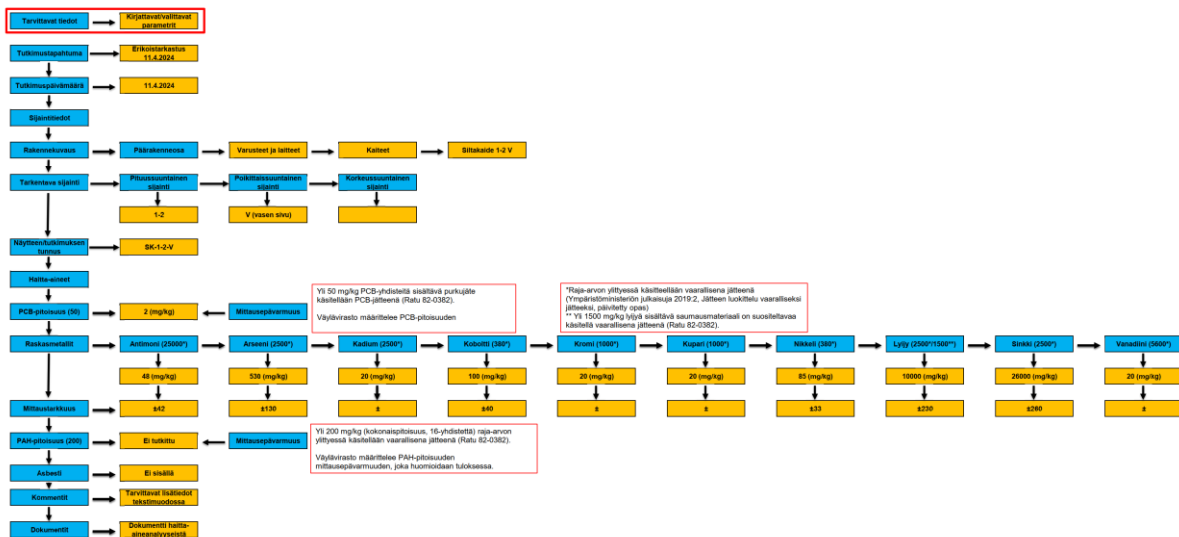 Tarvittavat tiedot
Kirjattavat/valittavat
parametrit
Tutkimustapahtuma
Erikoistarkastus
11.4.2024
Tutkimuspäivämäärä
11.4.2024
Sijaintitiedot
Rakennekuvaus
Päärakenneosa
Varusteet ja laitteet
Kaiteet
Siltakaide 1-2 V
Tarkentava sijainti
Pituussuuntainen
sijainti
Poikittaissuuntainen
sijainti
Korkeussuuntainen
sijainti
1-2
V (vasen sivu)
Näytteen/tutkimuksen
tunnus
SK-1-2-V
Haitta-aineet
Yli 50 mg/kg PCB-yhdisteitä sisältävä purkujäte
käsitellään PCB-jätteenä (Ratu 82-0382).
Väylävirasto määrittelee PCB-pitoisuuden
*Raja-arvon ylittyessä käsitteellään vaarallisena jätteenä
(Ympäristöministeriön julkaisuja 2019:2, Jätteen luokittelu vaaralliseksi
jätteeksi, päivitetty opas)
** Yli 1500 mg/kg lyijyä sisältävä saumausmateriaali on suositeltavaa
käsitellä vaarallisena jätteenä (Ratu 82-0382).
PCB-pitoisuus (50)
2 (mg/kg)
Mittausepävarmuus
Raskasmetallit
Antimoni (25000*)
Arseeni (2500*)
Kadium (2500*)
Koboltti (380*)
Kromi (1000*)
Kupari (1000*)
Nikkeli (380*)
Lyijy (2500*/1500**)
Sinkki (2500*)
Vanadiini (5600*)
48 (mg/kg)
530 (mg/kg)
20 (mg/kg)
100 (mg/kg)
20 (mg/kg)
20 (mg/kg)
85 (mg/kg)
10000 (mg/kg)
26000 (mg/kg)
20 (mg/kg)
Mittaustarkkuus
±42
±130
±
±40
±
±
±33
±230
±260
±
PAH-pitoisuus (200)
Ei tutkittu
Mittausepävarmuus
Yli 200 mg/kg (kokonaispitoisuus, 16-yhdistettä) raja-arvon
ylittyessä käsitellään vaarallisena jätteenä (Ratu 82-0382).
Väylävirasto määrittelee PAH-pitoisuuden
mittausepävarmuuden, joka huomioidaan tuloksessa.
Asbesti
Ei sisällä
Kommentit
Tarvittavat lisätiedot
tekstimuodossa
Dokumentit
Dokumentti haitta-
aineanalyyseistä